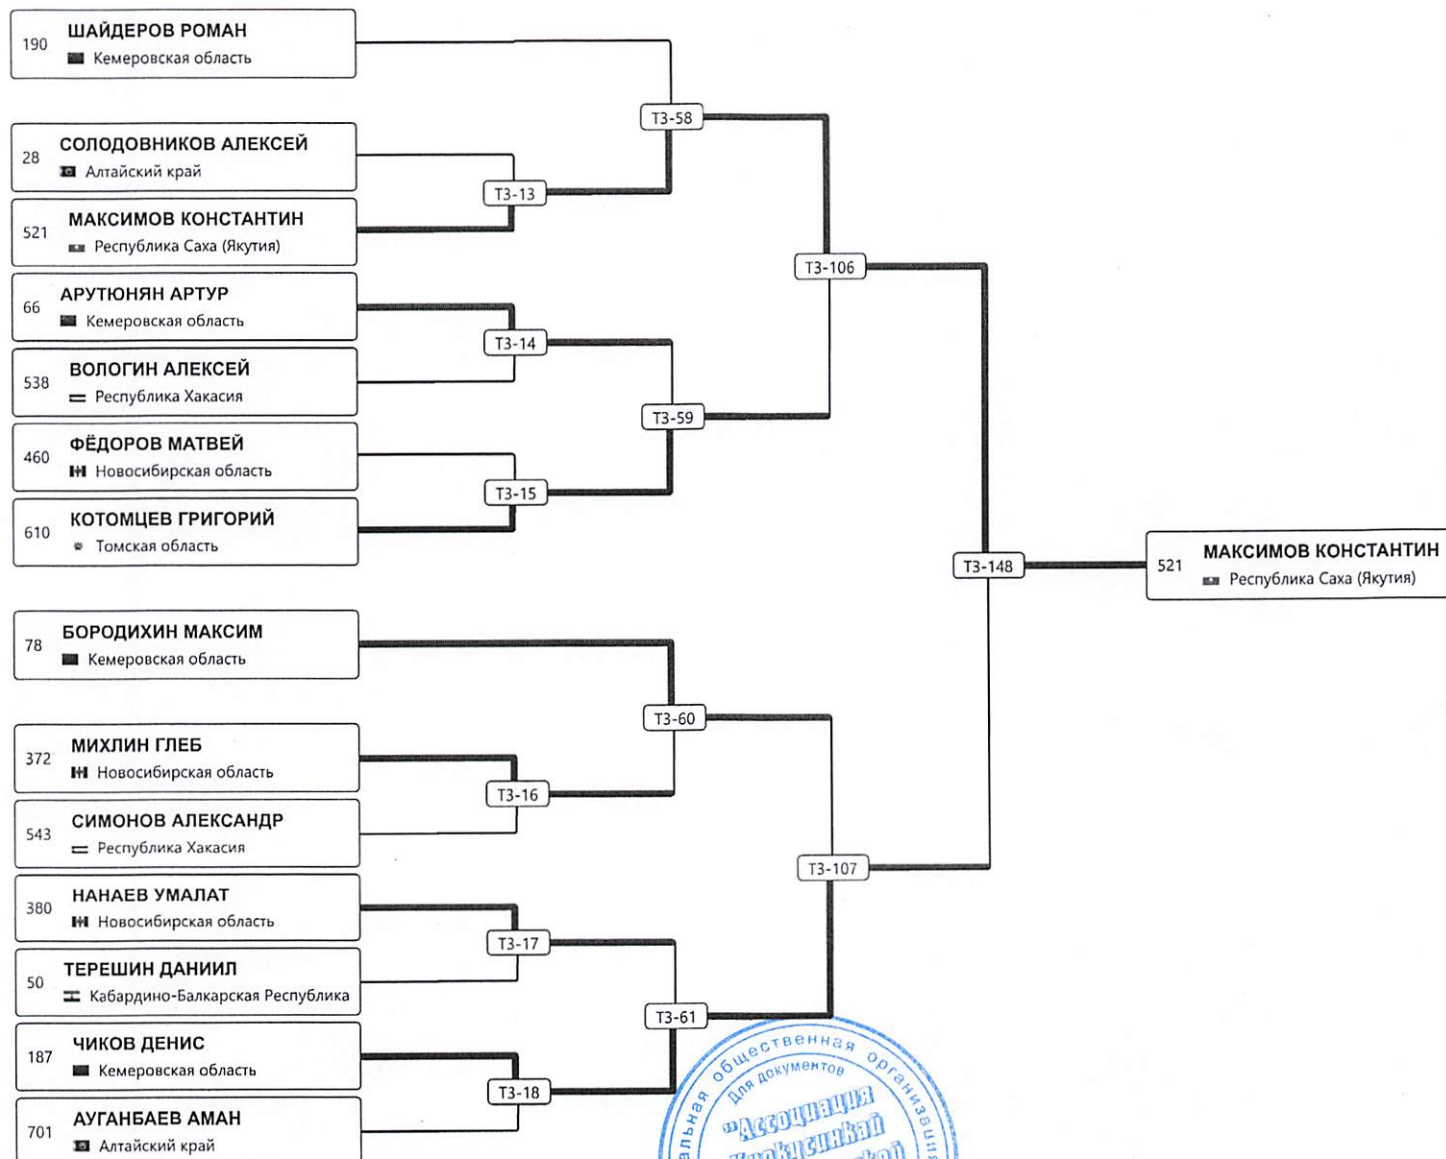 190 ШАЙДЕРОВ РОМАН
Кемеровская область
Т3-58
28 СОЛОДОВНИКОВ АЛЕКСЕЙ
Алтайский край
Т3-13
521 МАКСИМОВ КОНСТАНТИН
Республика Саха (Якутия)
Т3-106
66 АРУТЮНЯН АРТУР
Кемеровская область
Т3-14
538 ВОЛОГИН АЛЕКСЕЙ
Республика Хакасия
Т3-59
460 ФЁДОРОВ МАТВЕЙ
Новосибирская область
Т3-15
610 КОТОМЦЕВ ГРИГОРИЙ
Томская область
Т3-148
521 МАКСИМОВ КОНСТАНТИН
Республика Саха (Якутия)
78 БОРОДИХИН МАКСИМ
Кемеровская область
Т3-60
372 МИХЛИН ГЛЕБ
Новосибирская область
Т3-16
543 СИМОНОВ АЛЕКСАНДР
Республика Хакасия
Т3-107
380 НАНАЕВ УМАЛАТ
Новосибирская область
Т3-17
50 ТЕРЕШИН ДАНИИЛ
Кабардино-Балкарская Республика
Т3-61
187 ЧИКОВ ДЕНИС
Кемеровская область
Т3-18
701 АУГАНБАЕВ АМАН
Алтайский край
общественная организация
Для документов
"Ассоциация